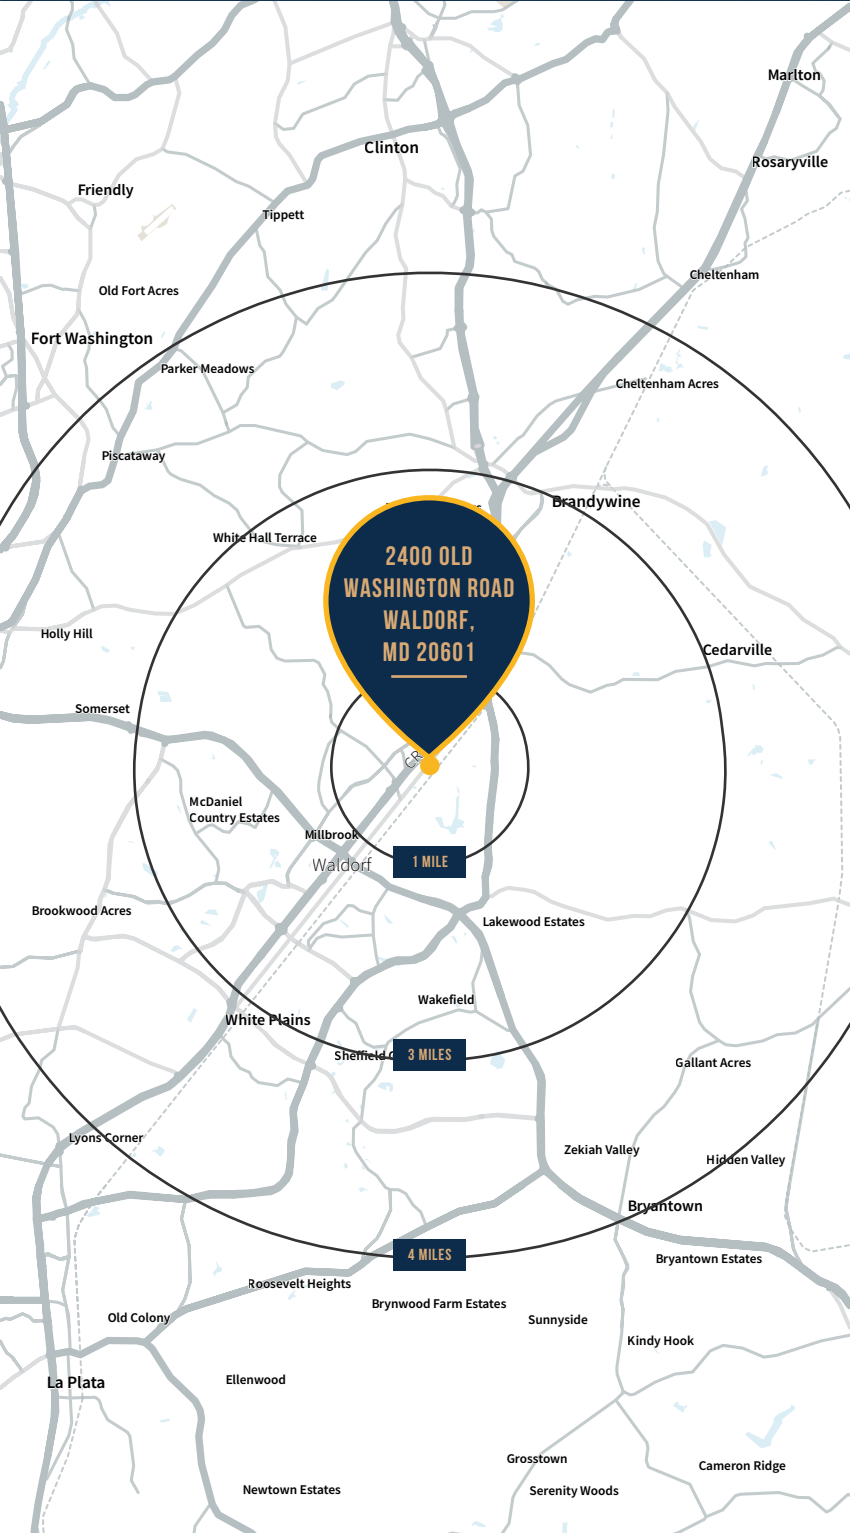 Marlton
Clinton
Rosaryville
Friendly
Tippett
Cheltenham
Old Fort Acres
Fort Washington
Parker Meadows
Cheltenham Acres
Piscataway
Brandywine
White Hall Terrace
2400 OLD
WASHINGTON ROAD
WALDORF,
MD 20601
Holly Hill
Cedarville
Somerset
CR
McDaniel
Country Estates
Millbrook
1 MILE
Waldorf
Brookwood Acres
Lakewood Estates
Wakefield
White Plains
Sheffield
3 MILES
Gallant Acres
Lyons Corner
Zekiah Valley
Hidden Valley
Bryantown
4 MILES
Bryantown Estates
Roosevelt Heights
Brynwood Farm Estates
Old Colony
Sunnyside
Kindy Hook
La Plata
Ellenwood
Grosstown
Cameron Ridge
Newtown Estates
Serenity Woods